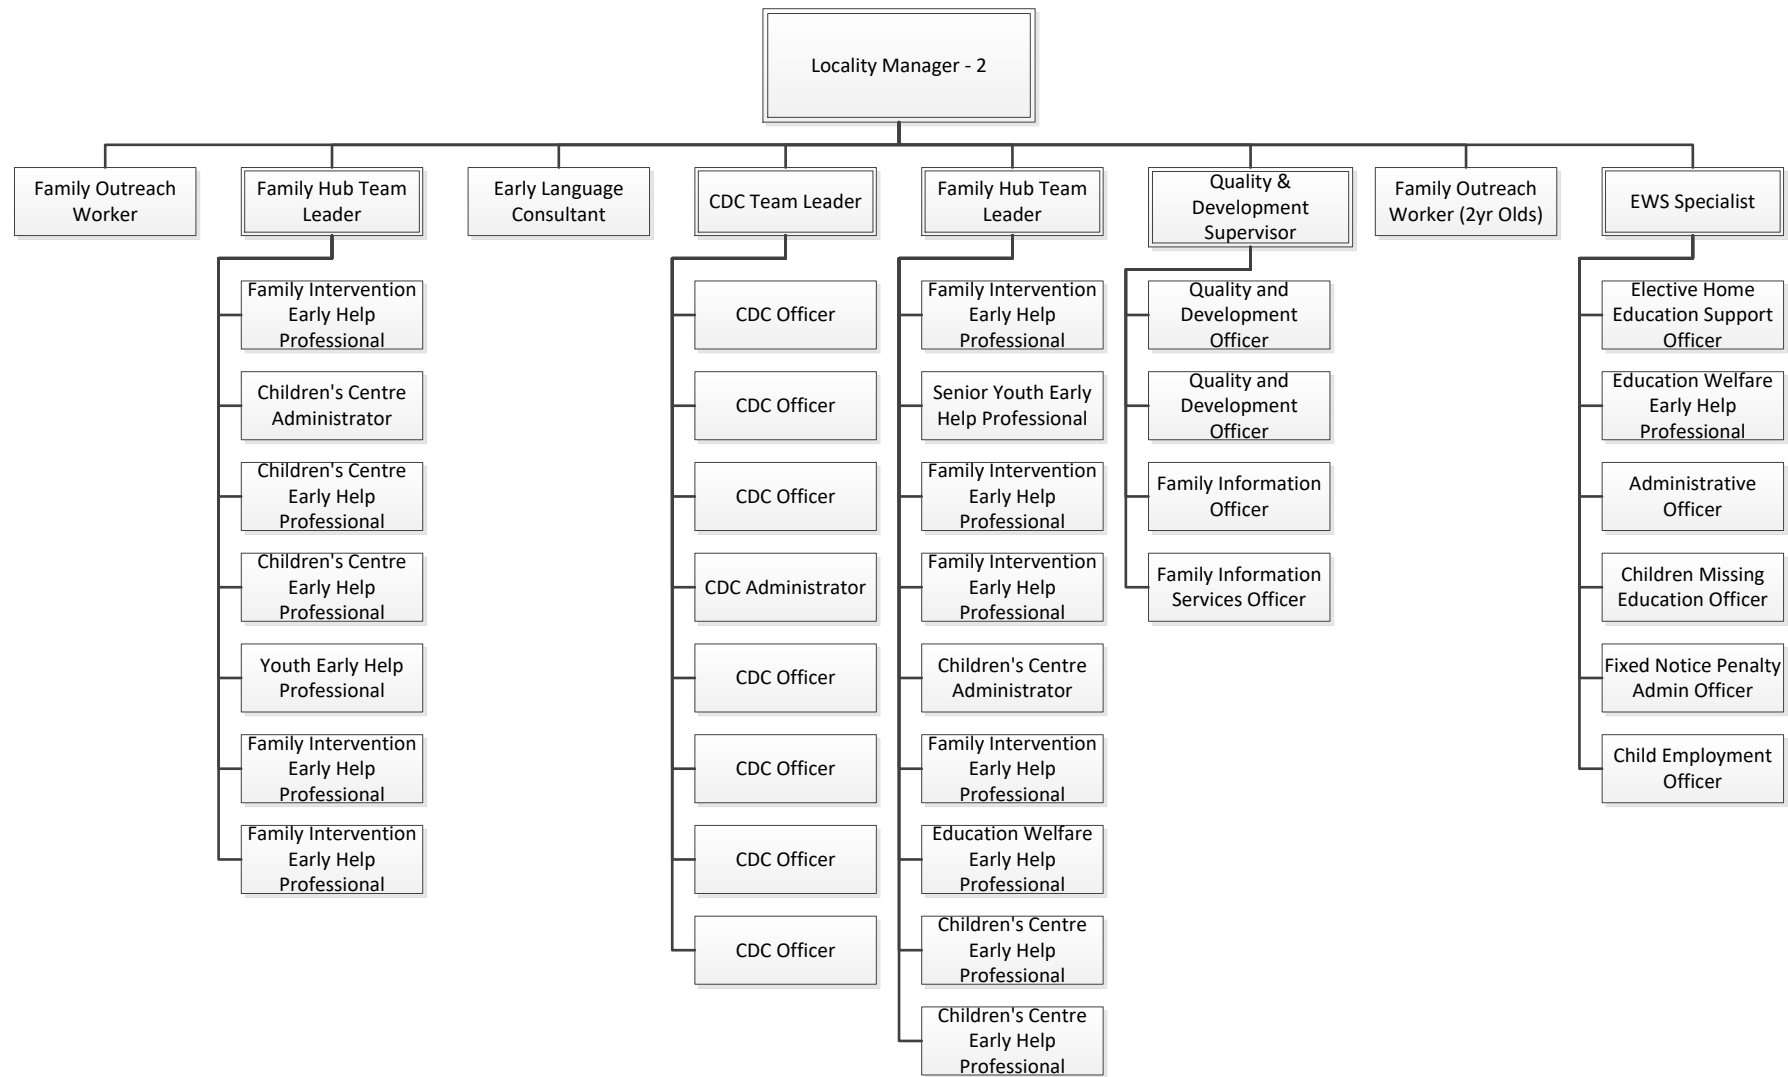 Locality Manager - 2
Family Outreach
Worker
Family Hub Team
Leader
Early Language
Consultant
CDC Team Leader
Family Hub Team
Leader
Quality &
Development
Supervisor
Family Outreach
Worker (2yr Olds)
EWS Specialist
Family Intervention
Early Help
Professional
Children's Centre
Administrator
Children's Centre
Early Help
Professional
Children's Centre
Early Help
Professional
Youth Early Help
Professional
Family Intervention
Early Help
Professional
Family Intervention
Early Help
Professional
CDC Officer
CDC Officer
CDC Officer
CDC Administrator
CDC Officer
CDC Officer
CDC Officer
CDC Officer
Family Intervention
Early Help
Professional
Senior Youth Early
Help Professional
Family Intervention
Early Help
Professional
Family Intervention
Early Help
Professional
Children's Centre
Administrator
Family Intervention
Early Help
Professional
Education Welfare
Early Help
Professional
Children's Centre
Early Help
Professional
Children's Centre
Early Help
Professional
Quality and
Development
Officer
Quality and
Development
Officer
Family Information
Officer
Family Information
Services Officer
Elective Home
Education Support
Officer
Education Welfare
Early Help
Professional
Administrative
Officer
Children Missing
Education Officer
Fixed Notice Penalty
Admin Officer
Child Employment
Officer